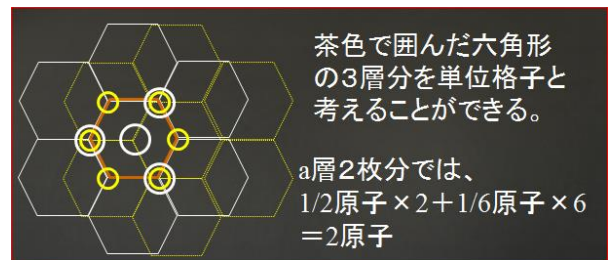 茶色で囲んだ六角形
の３層分を単位格子と
考えることができる。
a層２枚分では、
1/2原子×2＋1/6原子×6
＝2原子